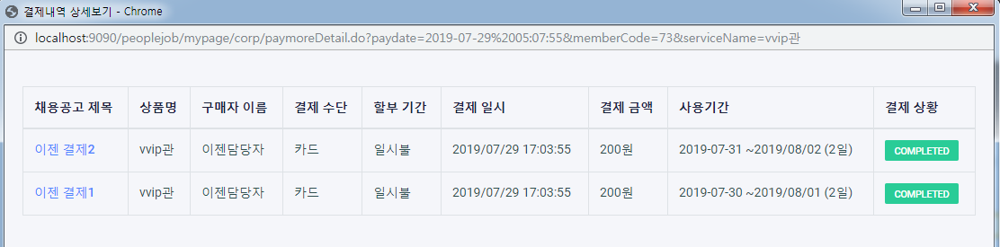 결제내역 상세보기 - Chrome
localhost:9090/peoplejob/mypage/corp/paymoreDetail.do?paydate=2019-07-29%2005:07:55&memberCode=73&serviceName=vvip관
채용공고 제목 상품명 구매자 이름 결제 수단 할부 기간 결제 일시 결제 금액 사용기간 결제 상황
이젠 결제2 vvip관 이젠담당자 카드 일시불 2019/07/29 17:03:55 200원 2019-07-31 ~2019/08/02 (2일) COMPLETED
이젠 결제1 vvip관 이젠담당자 카드 일시불 2019/07/29 17:03:55 200원 2019-07-30 ~2019/08/01 (2일) COMPLETED